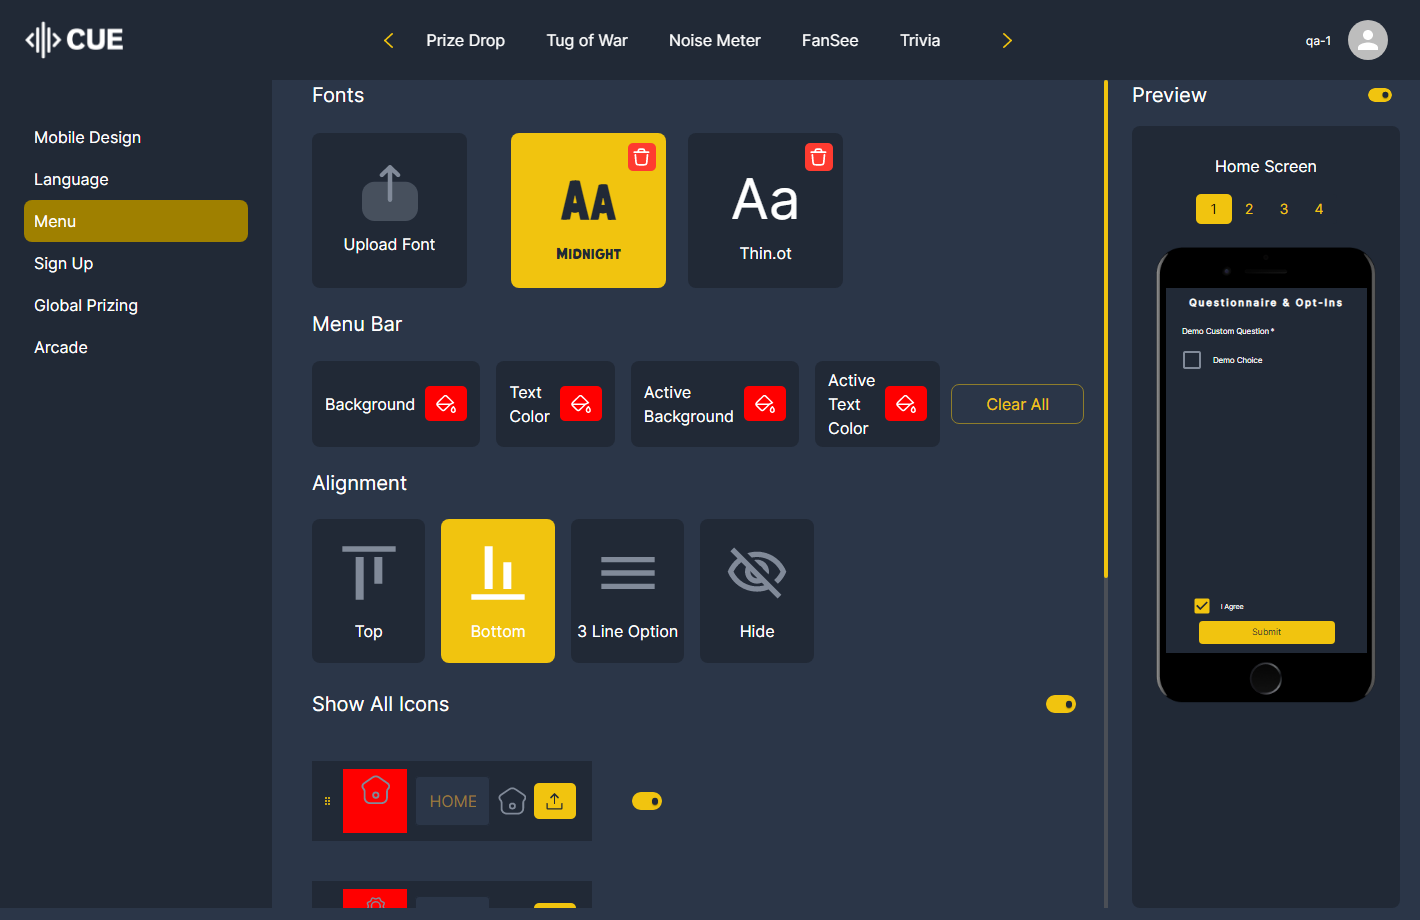 CUE
Prize Drop
Tug of War
Noise Meter
FanSee
Trivia
qa-1
Mobile Design
Language
Menu
Sign Up
Global Prizing
Arcade
Fonts
Upload Font
AA
MIDNIGHT
Aa
Thin.ot
Menu Bar
Background
Text
Color
Active
Background
Active
Text
Color
Clear All
Alignment
Top
Bottom
3 Line Option
Hide
Show All Icons
HOME
Preview
Home Screen
1 2 3 4
Questionnaire & Opt-Ins
Demo Custom Question*
Demo Choice
I Agree
Submit